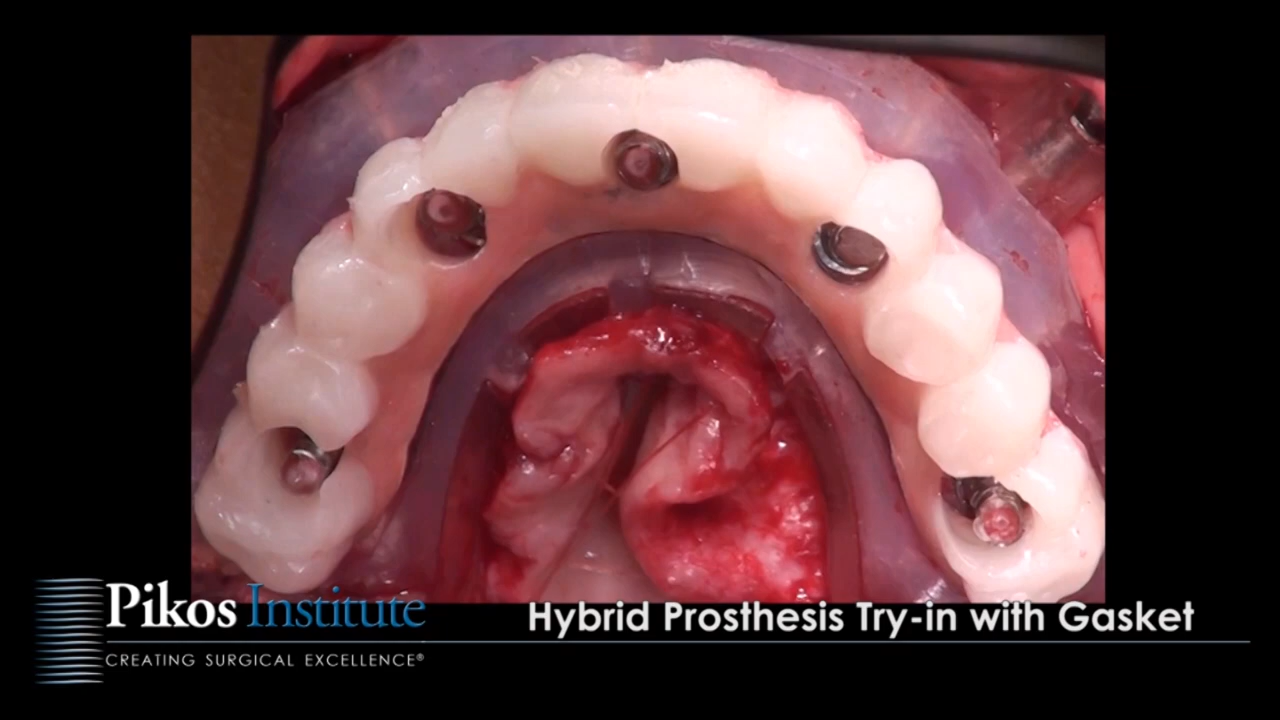 Pikos Institute
CREATING SURGICAL EXCELLENCE®
Hybrid Prosthesis Try-in with Gasket